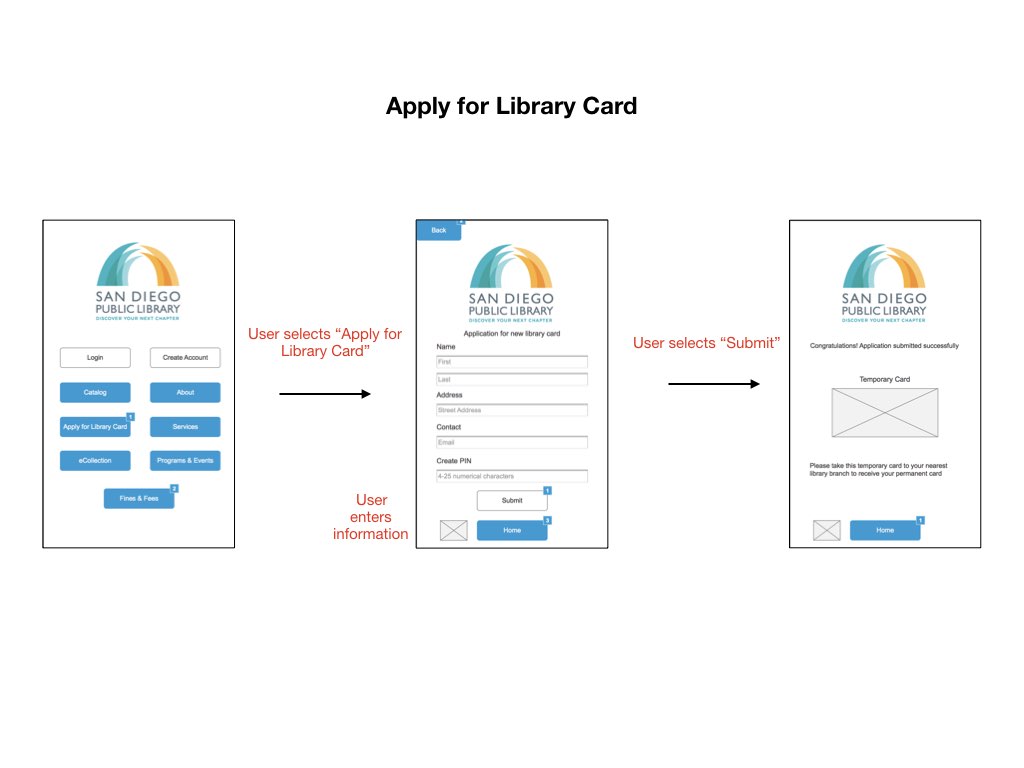 Apply for Library Card
SAN DIEGO
PUBLIC LIBRARY
DISCOVER YOUR NEXT CHAPTER
Login
Create Account
Catalog
About
Apply for Library Card
1
Services
eCollection
Programs & Events
Fines & Fees
2
User selects “Apply for
Library Card”
User
enters
information
Back
SAN DIEGO
PUBLIC LIBRARY
DISCOVER YOUR NEXT CHAPTER
Application for new library card
Name
First
Last
Address
Street Address
Contact
Email
Create PIN
4-25 numerical characters
Submit
1
Home
3
User selects “Submit”
SAN DIEGO
PUBLIC LIBRARY
DISCOVER YOUR NEXT CHAPTER
Congratulations! Application submitted successfully
Temporary Card
Please take this temporary card to your nearest
library branch to receive your permanent card
Home
1